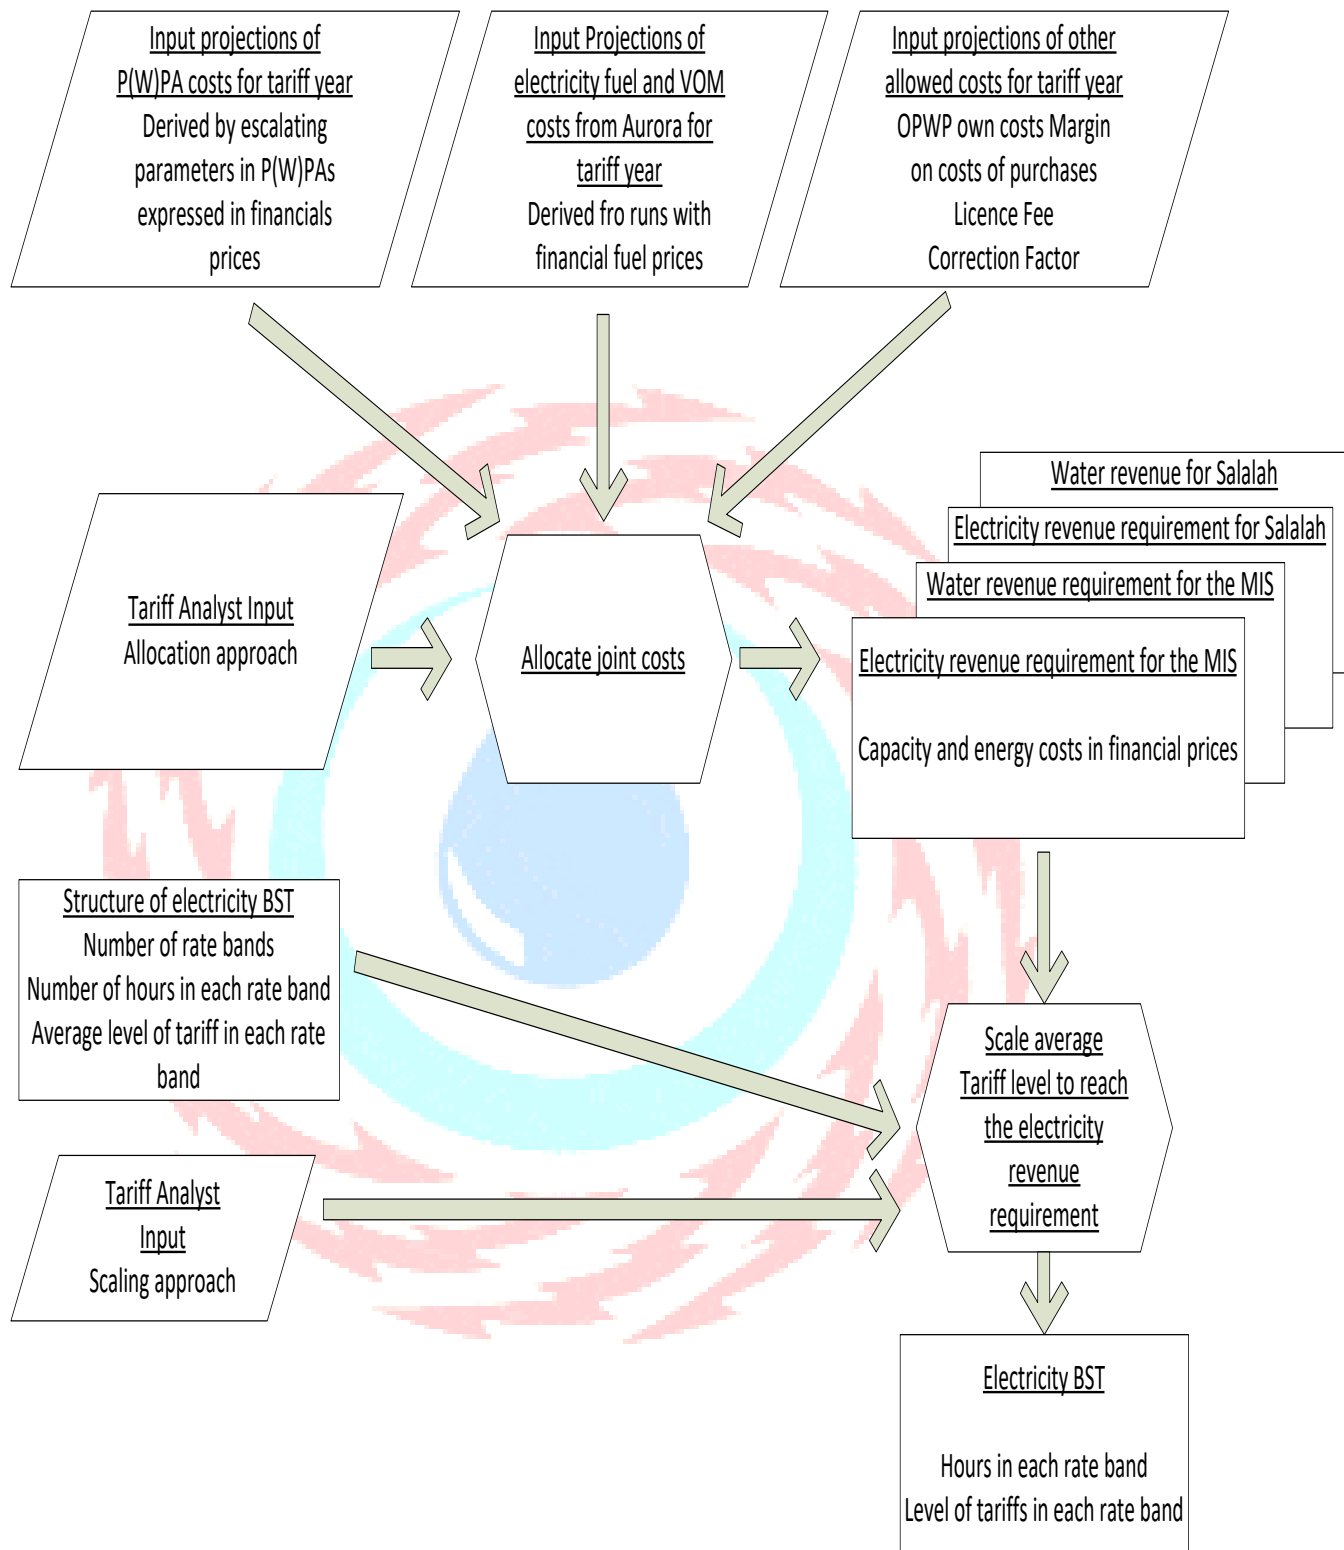 Input projections of
P(W)PA costs for tariff year
Derived by escalating
parameters in P(W)PAs
expressed in financials
prices
Input Projections of
electricity fuel and VOM
costs from Aurora for
tariff year
Derived fro runs with
financial fuel prices
Input projections of other
allowed costs for tariff year
OPWP own costs Margin
on costs of purchases
Licence Fee
Correction Factor
Tariff Analyst Input
Allocation approach
Allocate joint costs
Water revenue for Salalah
Electricity revenue requirement for Salalah
Water revenue requirement for the MIS
Electricity revenue requirement for the MIS
Capacity and energy costs in financial prices
Structure of electricity BST
Number of rate bands
Number of hours in each rate band
Average level of tariff in each rate
band
Tariff Analyst
Input
Scaling approach
Scale average
Tariff level to reach
the electricity
revenue
requirement
Electricity BST
Hours in each rate band
Level of tariffs in each rate band